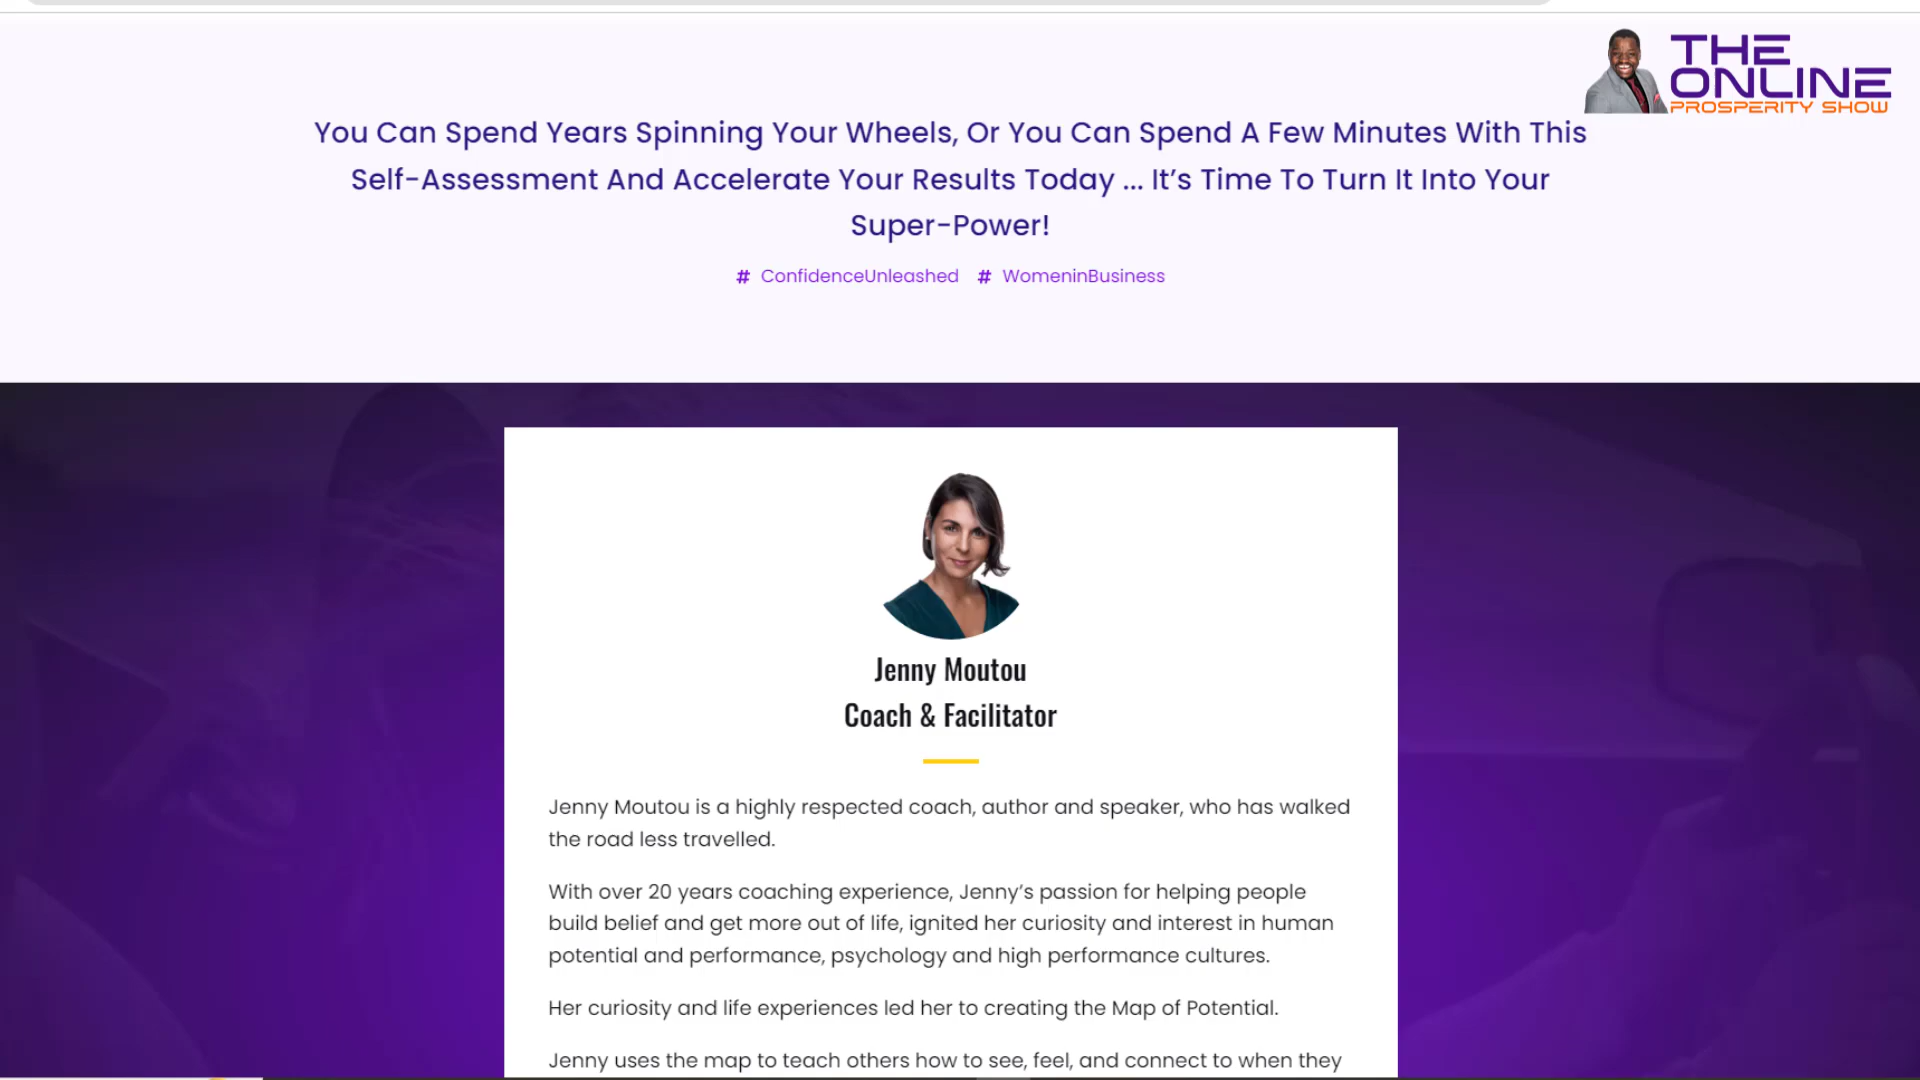 THE
ONLINE
PROSPERITY SHOW
You Can Spend Years Spinning Your Wheels, Or You Can Spend A Few Minutes With This
Self-Assessment And Accelerate Your Results Today ... It’s Time To Turn It Into Your
Super-Power!
# ConfidenceUnleashed # WomeninBusiness
Jenny Moutou
Coach & Facilitator
Jenny Moutou is a highly respected coach, author and speaker, who has walked
the road less travelled.
With over 20 years coaching experience, Jenny’s passion for helping people
build belief and get more out of life, ignited her curiosity and interest in human
potential and performance, psychology and high performance cultures.
Her curiosity and life experiences led her to creating the Map of Potential.
Jenny uses the map to teach others how to see, feel, and connect to when they